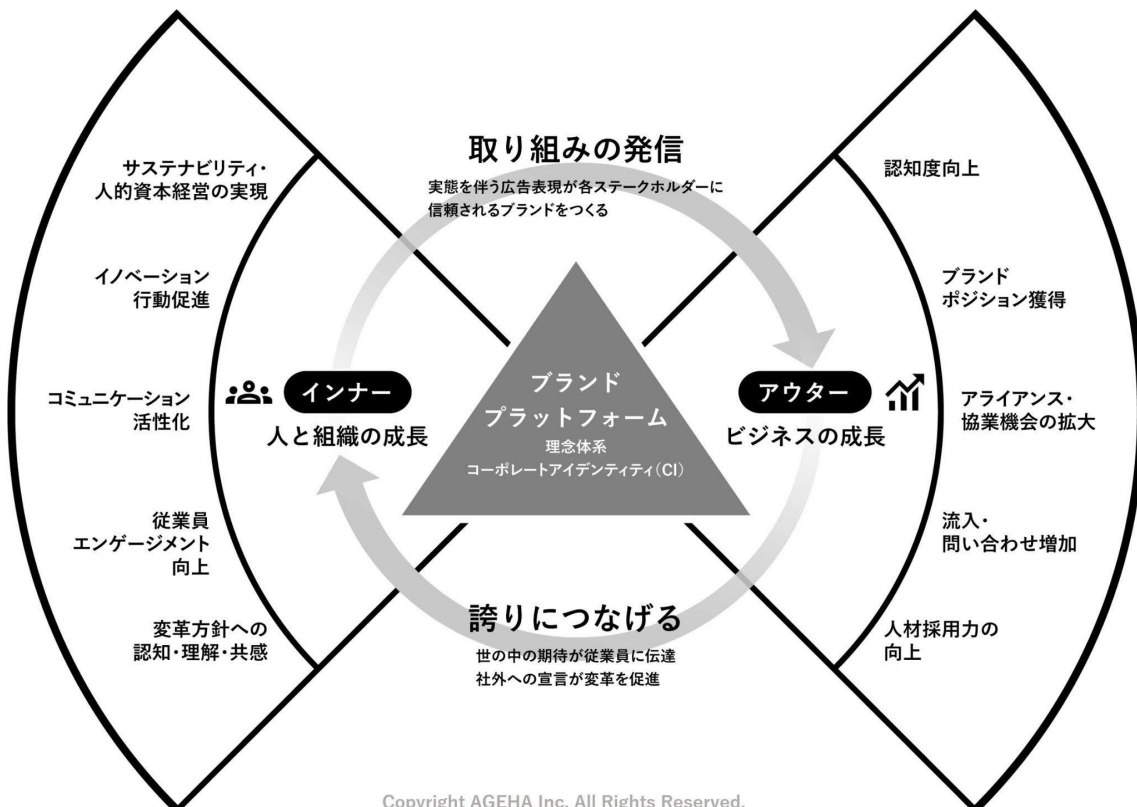 取り組みの発信
実態を伴う広告表現が各ステークホルダーに
信頼されるブランドをつくる
サステナビリティ・
人的資本経営の実現
イノベーション
行動促進
コミュニケーション
活性化
従業員
エンゲージメント
向上
変革方針への
認知・理解・共感
インナー
人と組織の成長
ブランド
プラットフォーム
理念体系
コーポレートアイデンティティ(CI)
アウター
ビジネスの成長
認知度向上
ブランド
ポジション獲得
アライアンス・
協業機会の拡大
流入・
問い合わせ増加
人材採用力の
向上
誇りにつなげる
世の中の期待が従業員に伝達
社外への宣言が変革を促進
Copyright AGEHA Inc. All Rights Reserved.